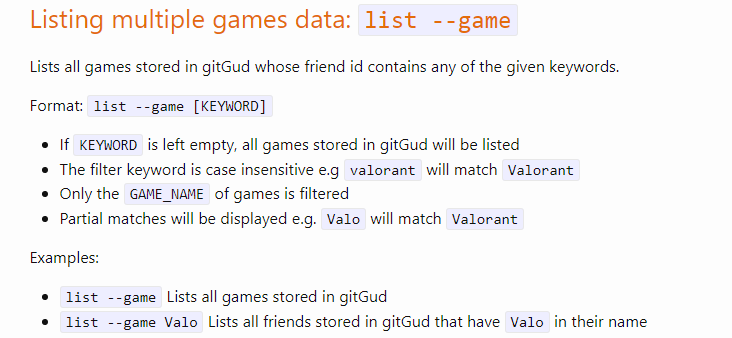 Listing multiple games data: list --game
Lists all games stored in gitGud whose friend id contains any of the given keywords.
Format: list --game [KEYWORD]
If KEYWORD is left empty, all games stored in gitGud will be listed
The filter keyword is case insensitive e.g valorant will match Valorant
Only the GAME_NAME of games is filtered
Partial matches will be displayed e.g. Valo will match Valorant
Examples:
list --game Lists all games stored in gitGud
list --game Valo Lists all friends stored in gitGud that have Valo in their name